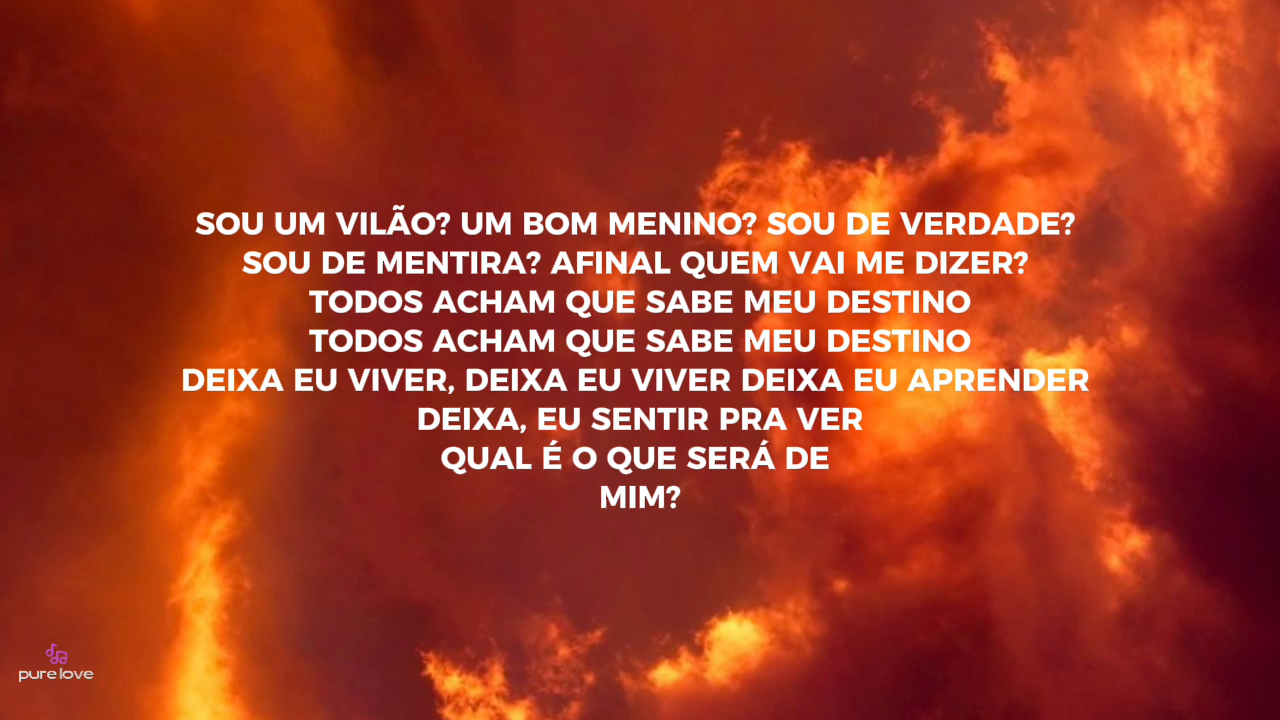 SOU UM VILÃO? UM BOM MENINO? SOU DE VERDADE?
SOU DE MENTIRA? AFINAL QUEM VAI ME DIZER?
TODOS ACHAM QUE SABE MEU DESTINO
TODOS ACHAM QUE SABE MEU DESTINO
DEIXA EU VIVER, DEIXA EU VIVER DEIXA EU APRENDER
DEIXA, EU SENTIR PRA VER
QUAL É O QUE SERÁ DE
MIM?
pure love